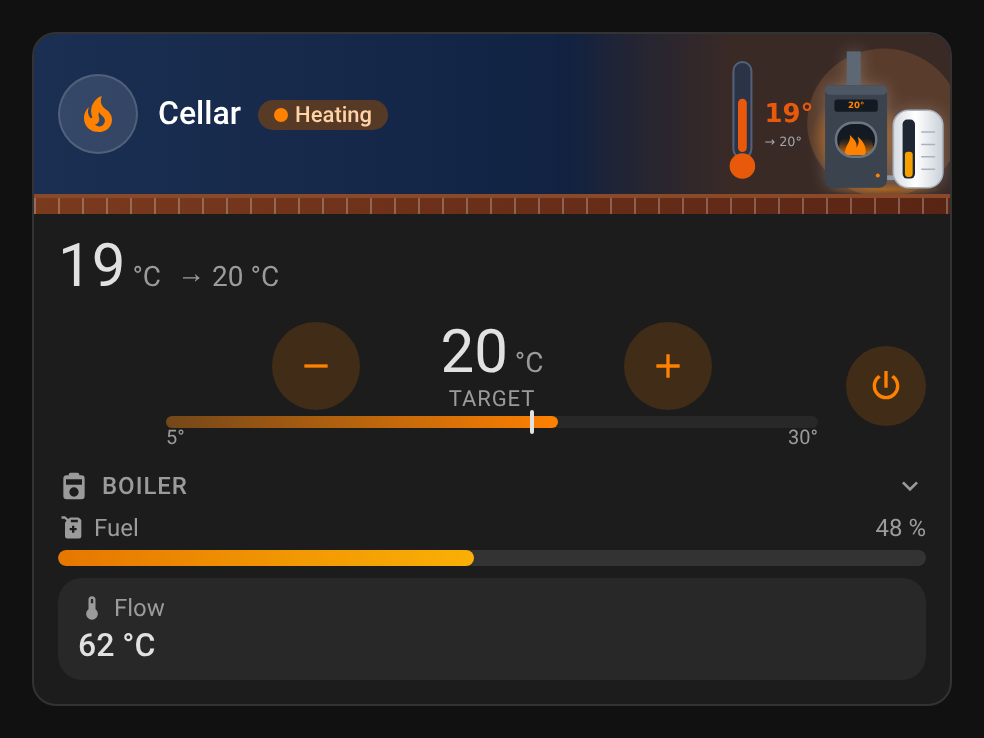 Cellar
Heating
19°
→ 20°
20°
19 °C → 20 °C
20 °C
TARGET
5°
30°
BOILER
Fuel
48 %
Flow
62 °C